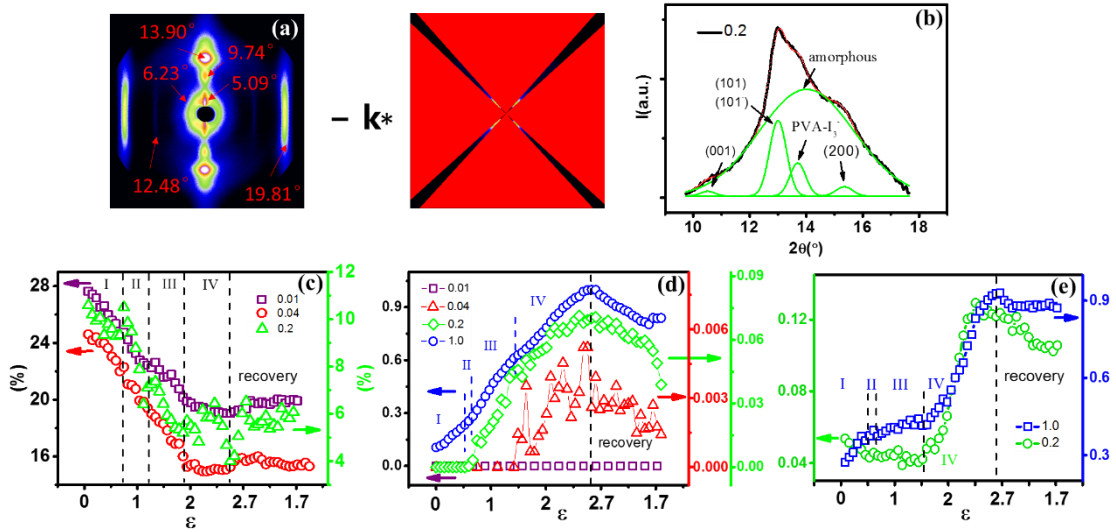 (a)
13.90°
9.74°
6.23°
5.09°
12.48°
19.81°
– k*
(b)
0.2
amorphous
(101)
(101)
PVA-I3-
(001)
(200)
I(a.u.)
10 12 14 16 18
2θ(°)
(c)
I II III IV
0.01
0.04
0.2
recovery
28
24
20
16
(%)
12
10
8
6
4
(%)
0 1 2 2.7 1.7
ε
(d)
0.01
0.04
0.2
1.0
I
II
III
IV
recovery
0.9
0.6
0.3
0.0
0.006
0.003
0.000
0.09
0.06
0.03
0.00
0 1 2.7 1.7
ε
(e)
I II III IV
IV
recovery
1.0
0.2
0.12
0.08
0.04
0.9
0.6
0.3
0 1 2.7 1.7
ε